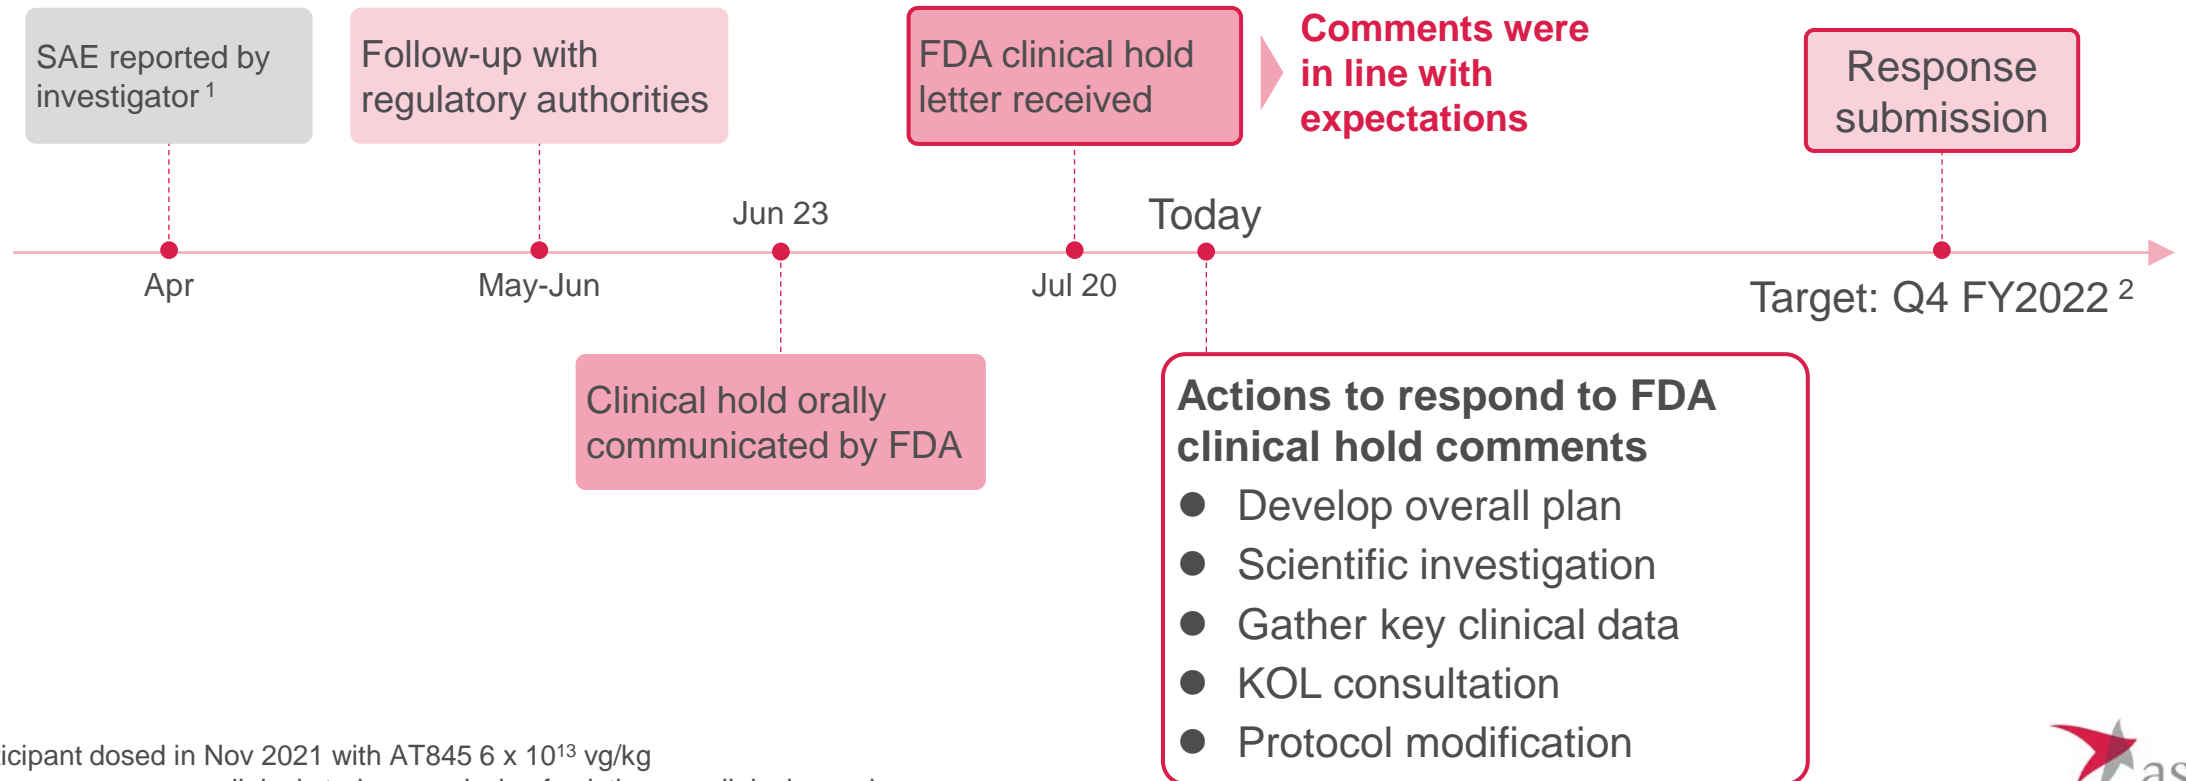 SAE reported by
investigator 1
Follow-up with
regulatory authorities
FDA clinical hold
letter received
Comments were
in line with
expectations
Response
submission
Jun 23
Today
Apr
May-Jun
Jul 20
Target: Q4 FY2022 2
Clinical hold orally
communicated by FDA
Actions to respond to FDA
clinical hold comments
● Develop overall plan
● Scientific investigation
● Gather key clinical data
● KOL consultation
● Protocol modification
dosed in Nov 2021 with AT845 6 x 10¹³ vg/kg